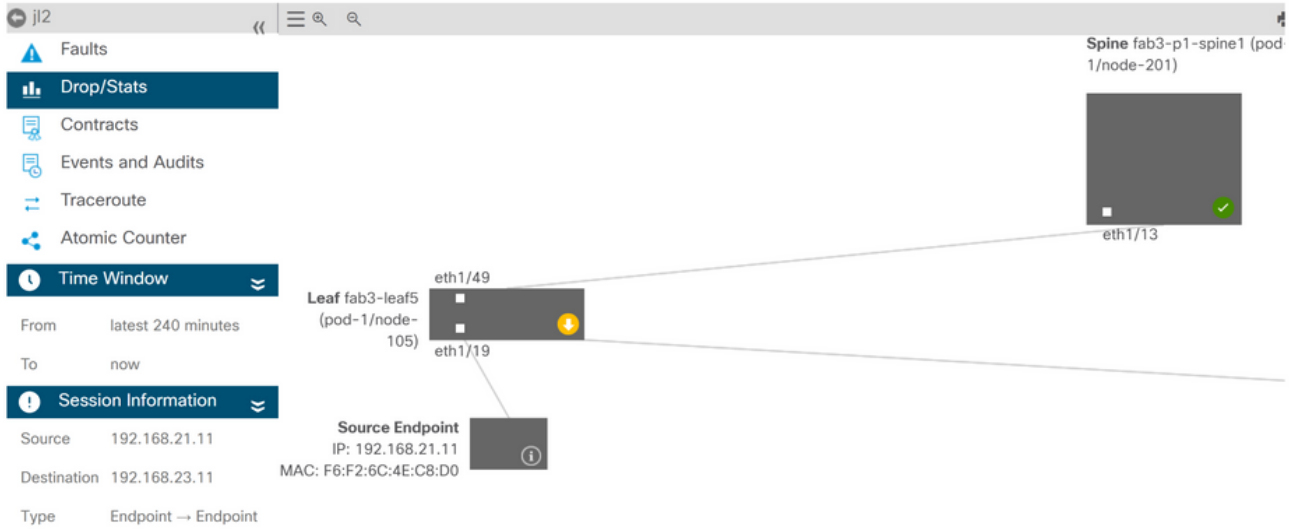 jl2
Faults
Drop/Stats
Contracts
Events and Audits
Traceroute
Atomic Counter
Time Window
From latest 240 minutes
To now
Session Information
Source 192.168.21.11
Destination 192.168.23.11
Type Endpoint → Endpoint
Spine fab3-p1-spine1 (pod-
1/node-201)
eth1/13
eth1/49
Leaf fab3-leaf5
(pod-1/node-
105)
eth1/19
Source Endpoint
IP: 192.168.21.11
MAC: F6:F2:6C:4E:C8:D0